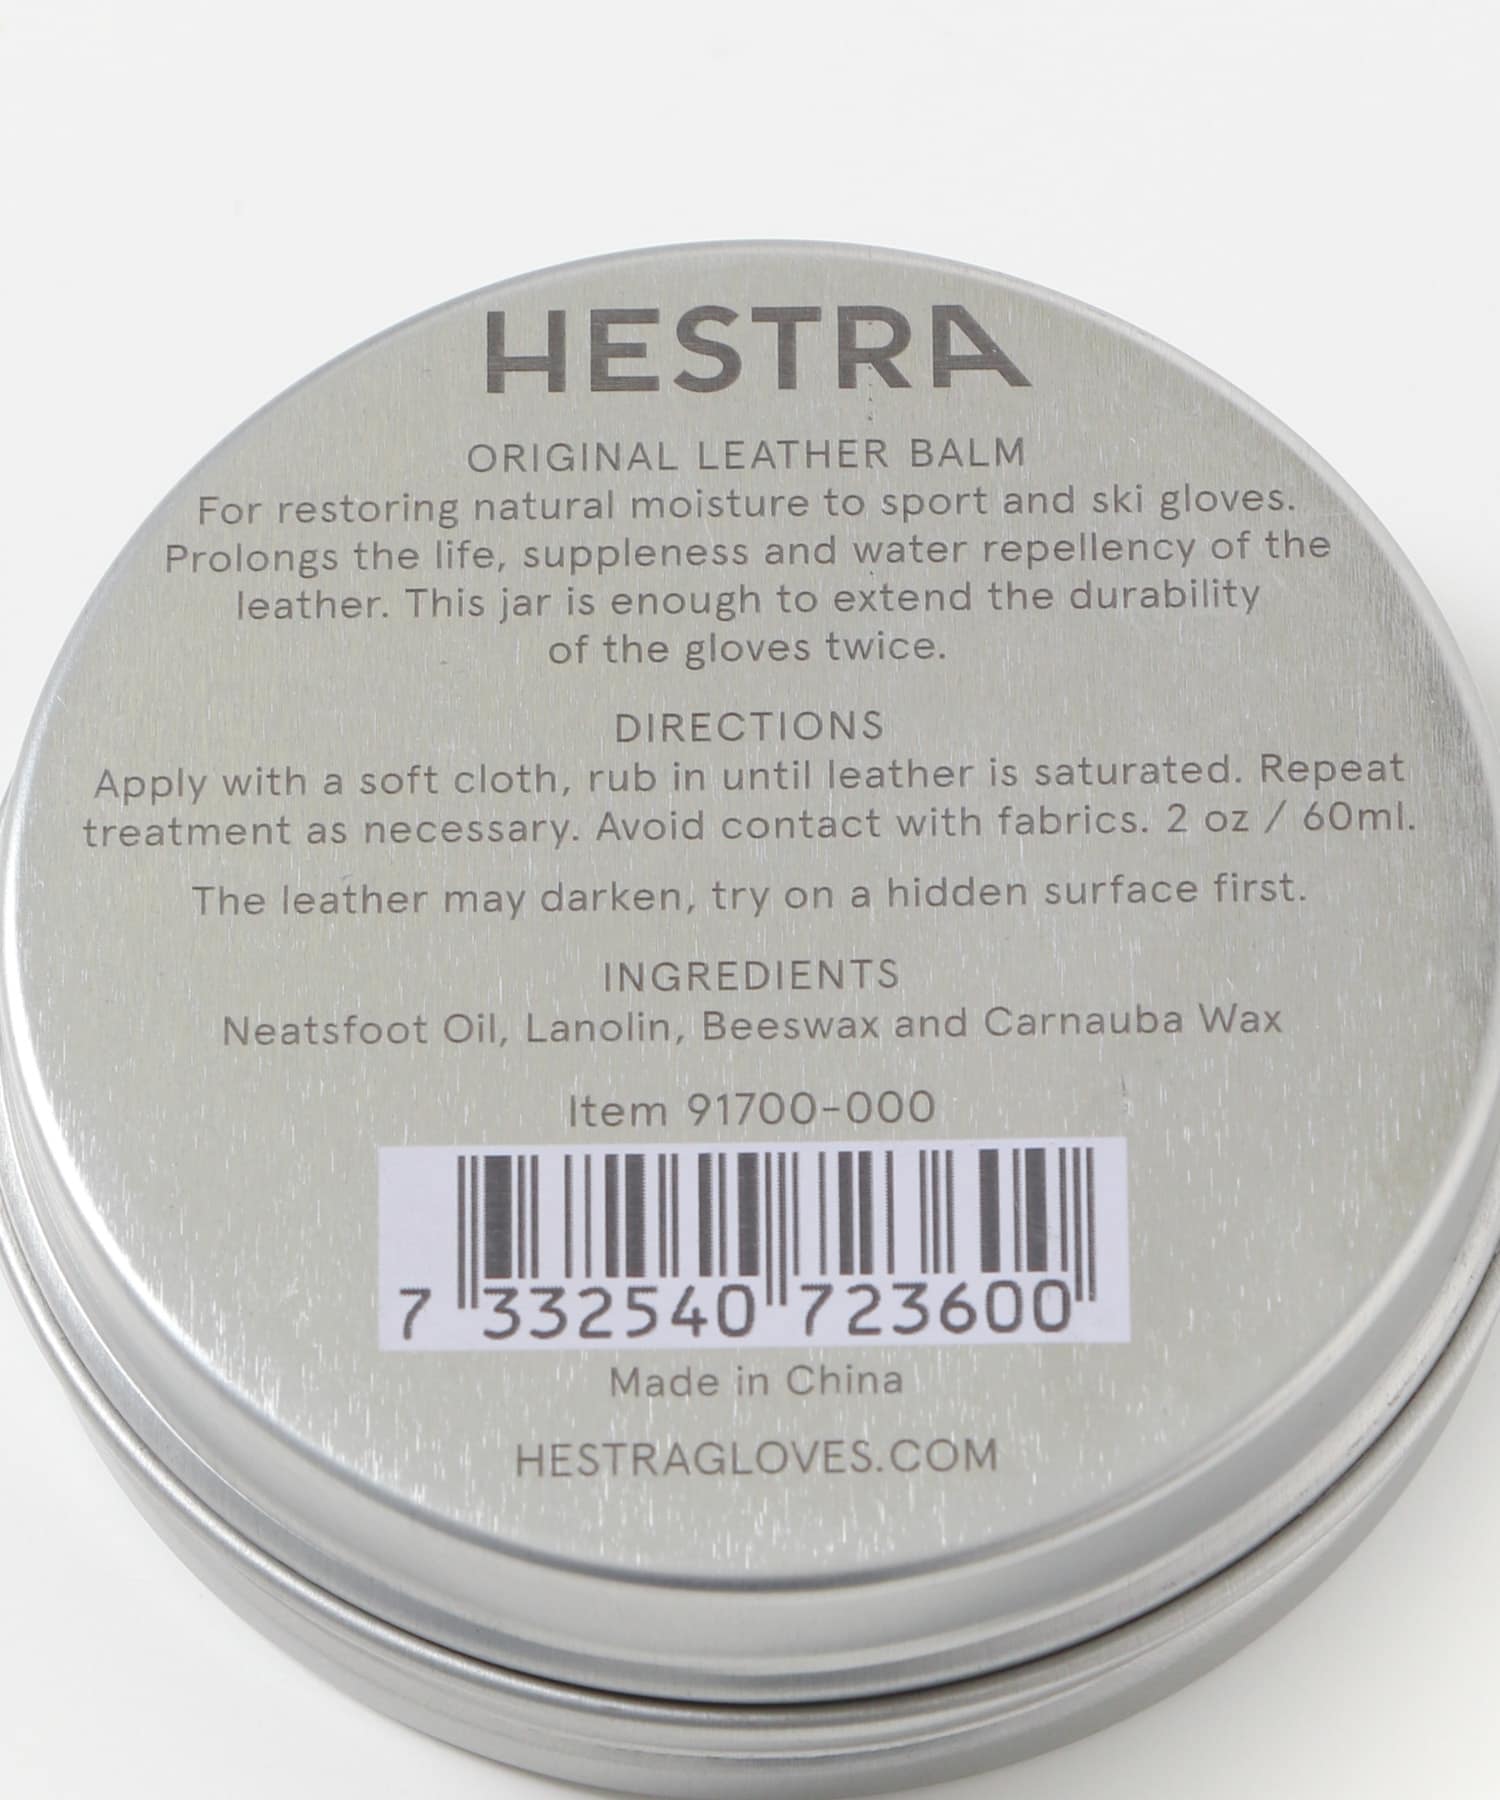 HESTRA
ORIGINAL LEATHER BALM
For restoring natural moisture to sport and ski gloves.
Prolongs the life, suppleness and water repellency of the
leather. This jar is enough to extend the durability
of the gloves twice.
DIRECTIONS
Apply with a soft cloth, rub in until leather is saturated. Repeat
treatment as necessary. Avoid contact with fabrics. 2 oz / 60ml.
The leather may darken, try on a hidden surface first.
INGREDIENTS
Neatsfoot Oil, Lanolin, Beeswax and Carnauba Wax
Item 91700-000
7 332540 723600
Made in China
HESTRAGLOVES.COM